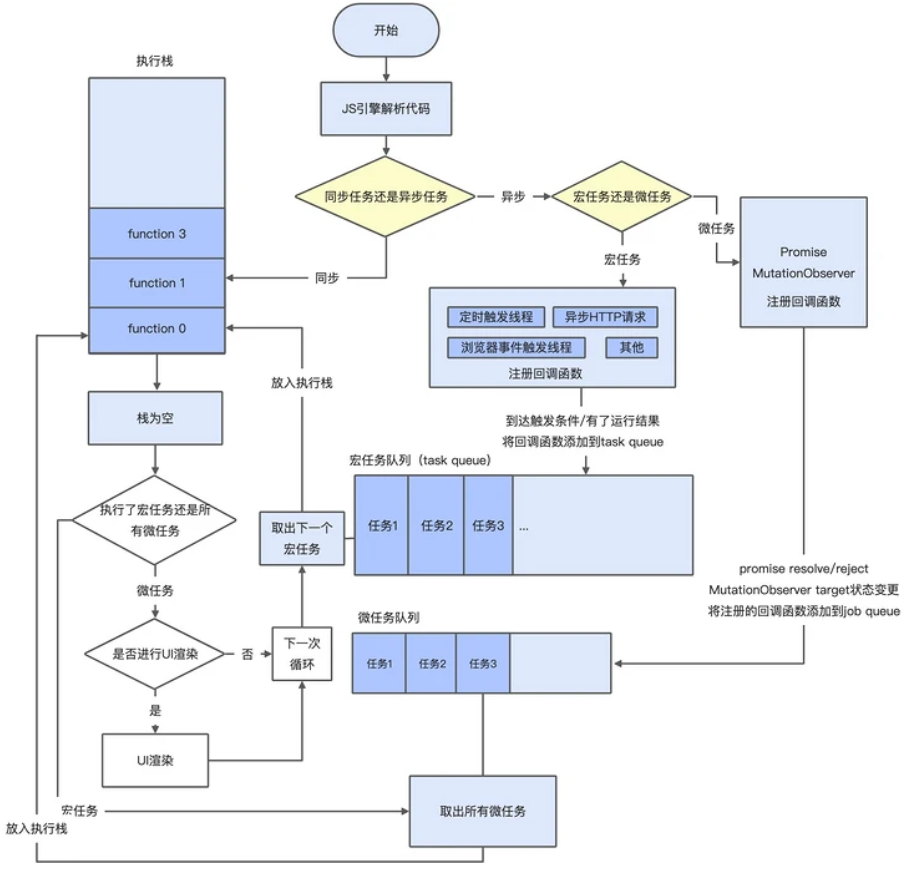 开始
执行栈
JS引擎解析代码
同步任务还是异步任务
异步
宏任务还是微任务
微任务
Promise
MutationObserver
注册回调函数
function 3
function 1
function 0
同步
宏任务
定时触发线程
异步HTTP请求
浏览器事件触发线程
其他
注册回调函数
放入执行栈
栈为空
到达触发条件/有了运行结果
将回调函数添加到task queue
宏任务队列（task queue）
任务1
任务2
任务3
...
取出下一个
宏任务
执行了宏任务还是所
有微任务
微任务
promise resolve/reject
MutationObserver target状态变更
将注册的回调函数添加到job queue
微任务队列
任务1
任务2
任务3
是否进行UI渲染
否
下一次
循环
是
UI渲染
宏任务
取出所有微任务
放入执行栈